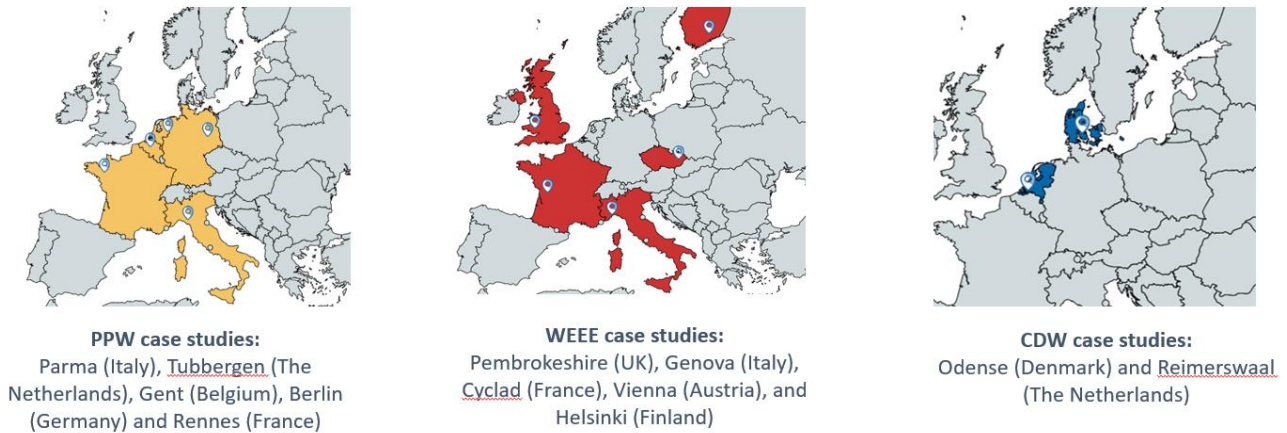 PPW case studies:
Parma (Italy), Tubbergen (The
Netherlands), Gent (Belgium), Berlin
(Germany) and Rennes (France)
WEEE case studies:
Pembrokeshire (UK), Genova (Italy),
Cyclad (France), Vienna (Austria), and
Helsinki (Finland)
CDW case studies:
Odense (Denmark) and Reimerswaal
(The Netherlands)